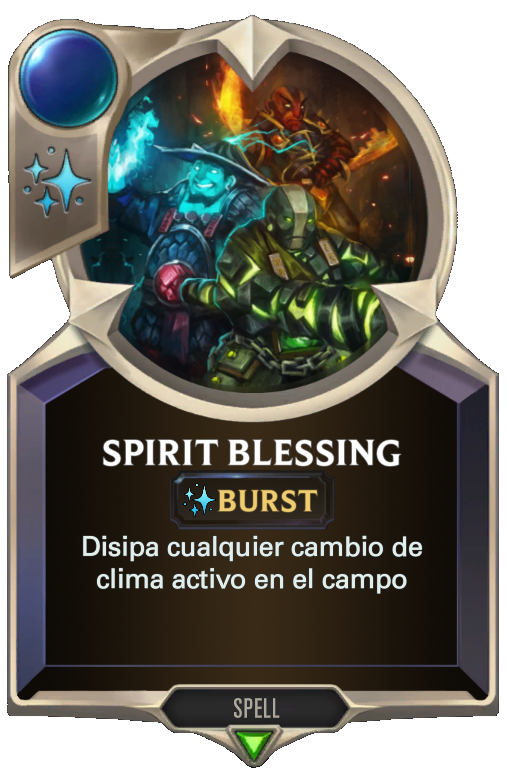 SPIRIT BLESSING
BURST
Disipa cualquier cambio de
clima activo en el campo
SPELL